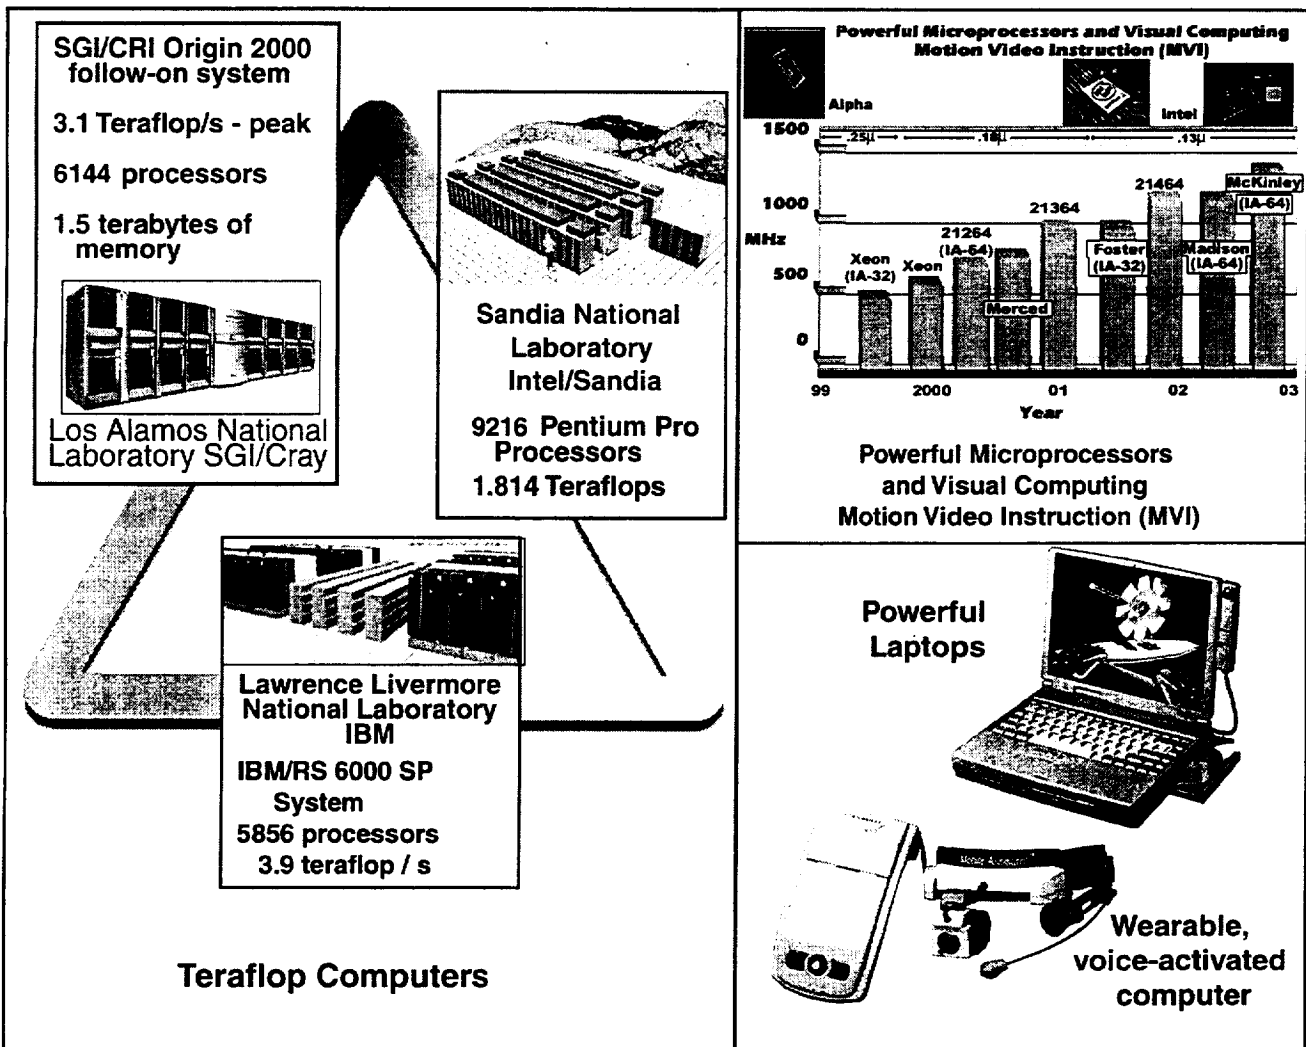 SGI/CRI Origin 2000
follow-on system
3.1 Teraflop/s - peak
6144 processors
1.5 terabytes of
memory
Los Alamos National
Laboratory SGI/Cray
Sandia National
Laboratory
Intel/Sandia
9216 Pentium Pro
Processors
1.814 Teraflops
Lawrence Livermore
National Laboratory
IBM
IBM/RS 6000 SP
System
5856 processors
3.9 teraflop / s
Teraflop Computers
Powerful Microprocessors and Visual Computing
Motion Video Instruction (MVI)
Alpha
Intel
1500
.25µ
.18µ
.13µ
McKinley
(IA-64)
21464
1000
21364
MHz
21264
(IA-64)
Foster
(IA-32)
Madison
(IA-64)
Xeon
(IA-32)
Xeon
500
Merced
0
99
2000
01
02
03
Year
Powerful Microprocessors
and Visual Computing
Motion Video Instruction (MVI)
Powerful
Laptops
Wearable,
voice-activated
computer